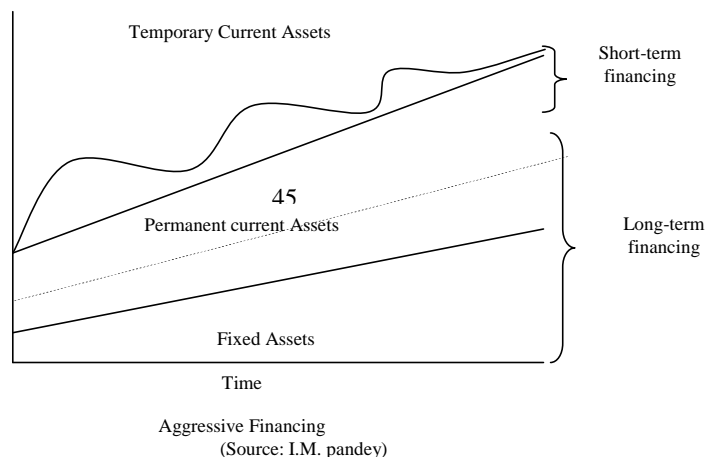 Temporary Current Assets
Short-term
financing
45
Permanent current Assets
Long-term
financing
Fixed Assets
Time
Aggressive Financing
(Source: I.M. pandey)